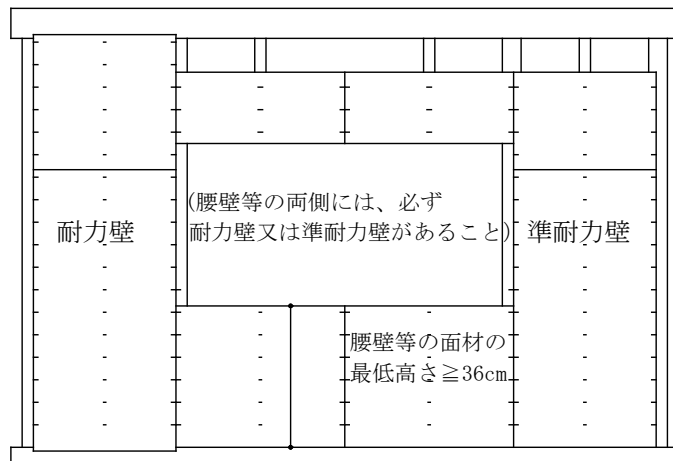 (腰壁等の両側には、必ず
耐力壁又は準耐力壁があること)
耐力壁
準耐力壁
腰壁等の面材の
最低高さ≧36cm